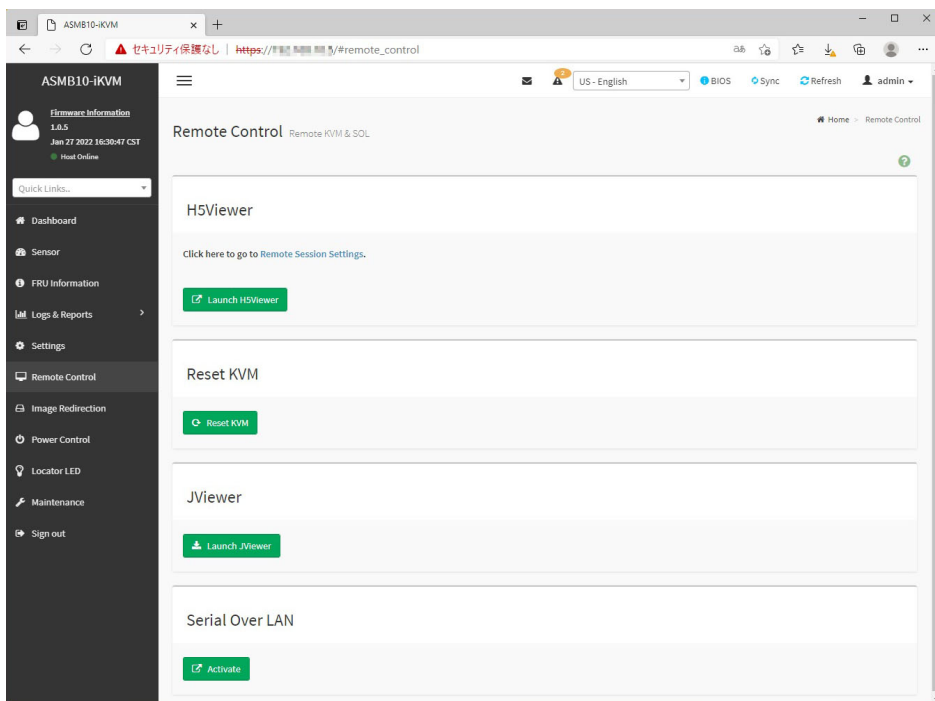 ASMB10-iKVM
セキュリティ保護なし | https:// /#remote_control
ASMB10-iKVM
Firmware Information
1.0.5
Jan 27 2022 16:30:47 CST
Host Online
Quick Links..
Dashboard
Sensor
FRU Information
Logs & Reports
Settings
Remote Control
Image Redirection
Power Control
Locator LED
Maintenance
Sign out
2
US - English
BIOS
Sync
Refresh
admin
Remote Control Remote KVM & SOL
Home > Remote Control
H5Viewer
Click here to go to Remote Session Settings.
Launch H5Viewer
Reset KVM
Reset KVM
JViewer
Launch JViewer
Serial Over LAN
Activate